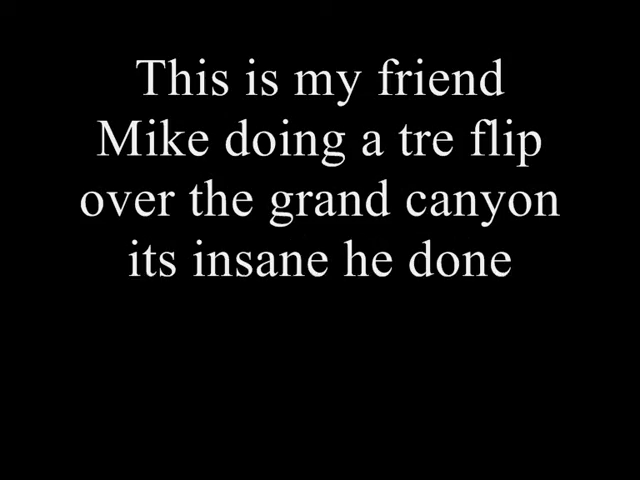 This is my friend
Mike doing a tre flip
over the grand canyon
its insane he done